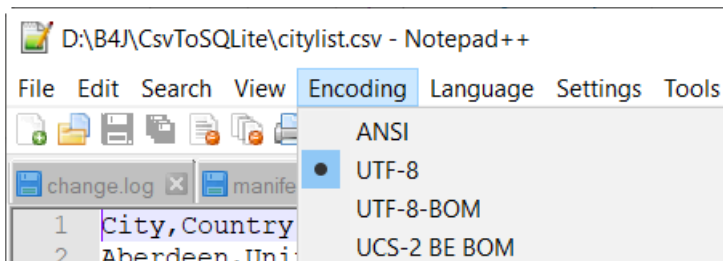 D:\B4J\CsvToSQLite\citylist.csv - Notepad++
File Edit Search View Encoding Language Settings Tools
ANSI
change.log
UTF-8
UTF-8-BOM
1 City,Country
UCS-2 BE BOM
2 Aberdeen,